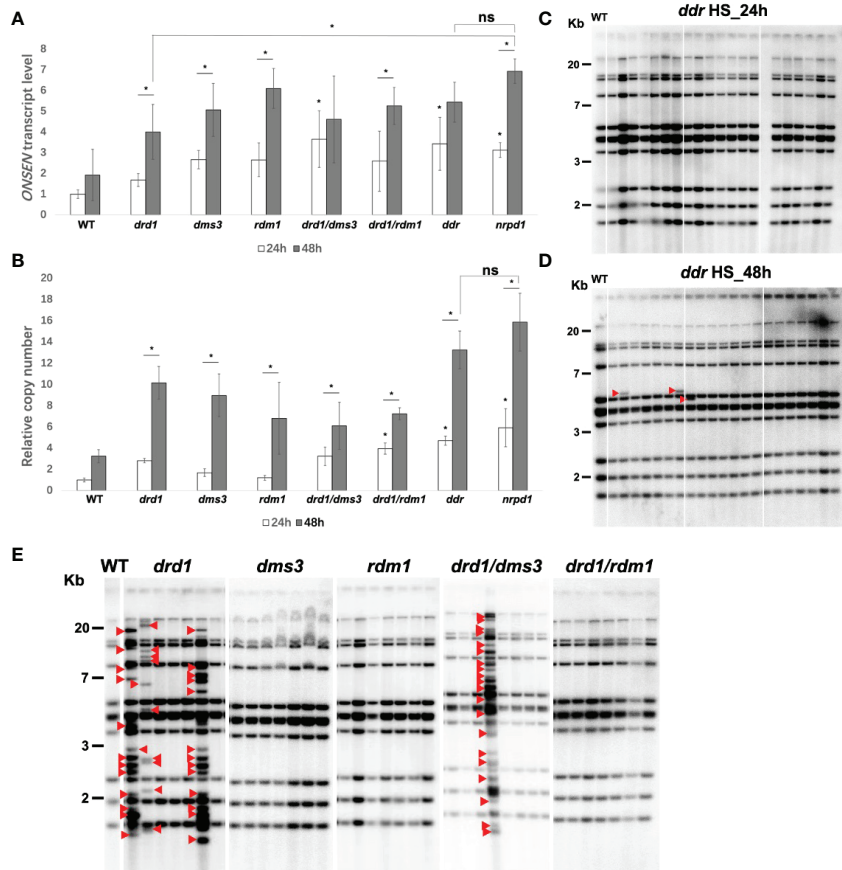 A
ONSEN transcript level
8
7
6
5
4
3
2
1
0
*
ns
* * * * * * * *
WT drd1 dms3 rdm1 drd1/dms3 drd1/rdm1 ddr nrpd1
24h 48h
B
Relative copy number
20
18
16
14
12
10
8
6
4
2
0
ns
* * * * * * * * * *
WT drd1 dms3 rdm1 drd1/dms3 drd1/rdm1 ddr nrpd1
24h 48h
C
ddr HS_24h
Kb WT
20
7
3
2
D
ddr HS_48h
Kb WT
20
7
3
2
E
WT drd1 dms3 rdm1 drd1/dms3 drd1/rdm1
Kb
20
7
3
2